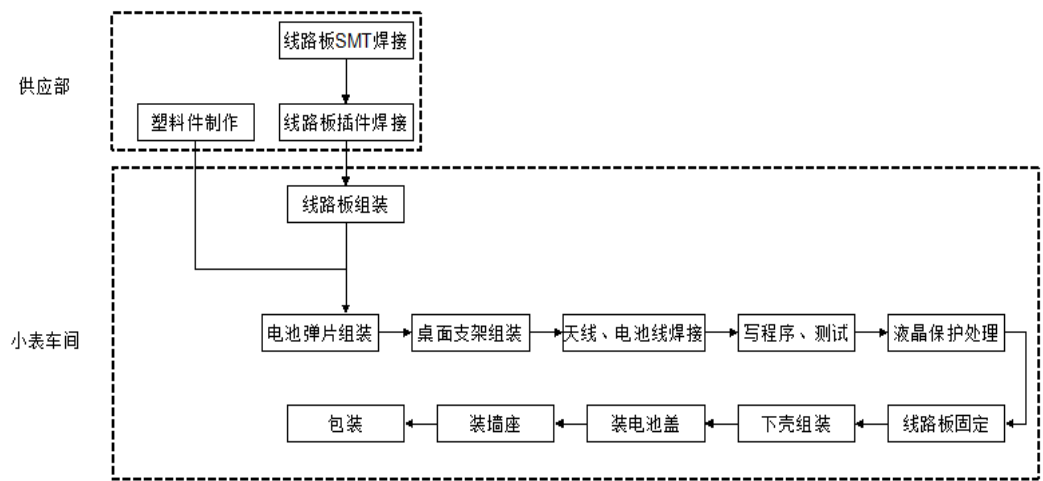 线路板SMT焊接
供应部
塑料件制作
线路板插件焊接
线路板组装
小表车间
电池弹片组装
桌面支架组装
天线、电池线焊接
写程序、测试
液晶保护处理
包装
装墙座
装电池盖
下壳组装
线路板固定